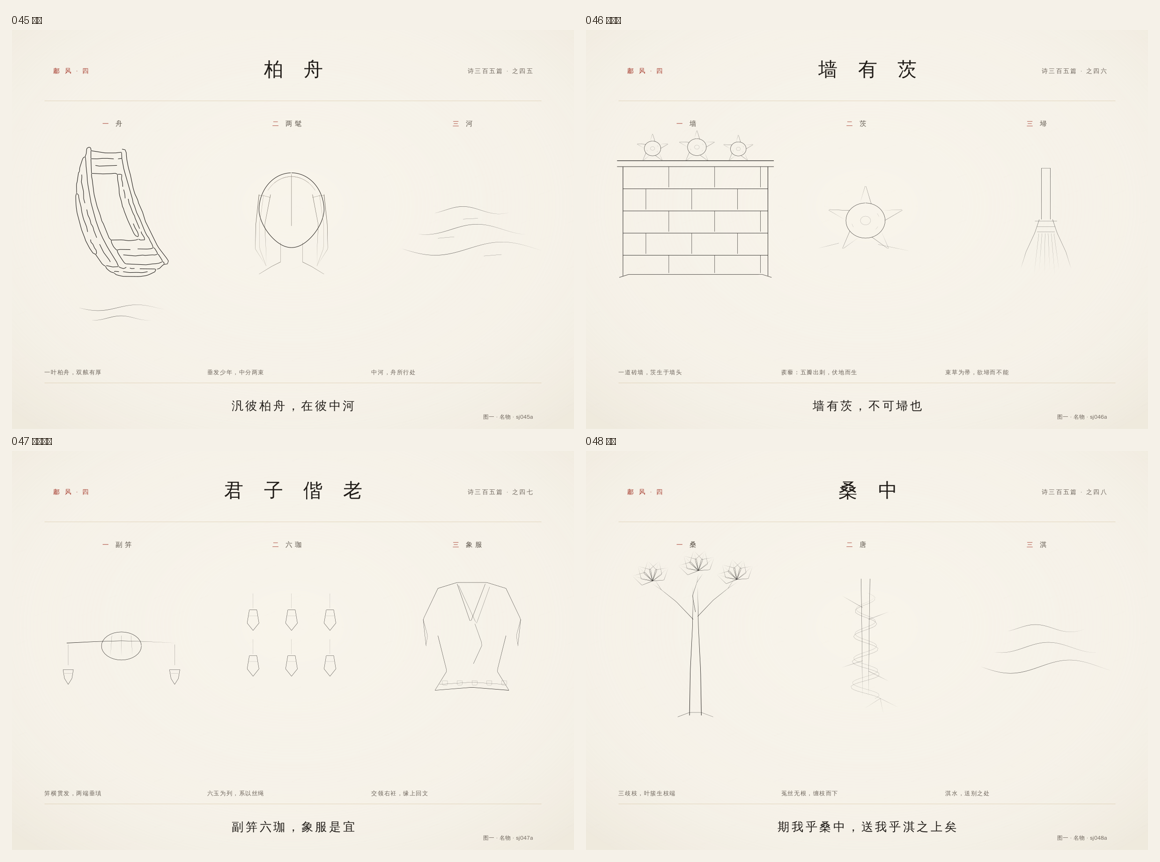 045
鄘 风 · 四
柏 舟
诗三百五篇 · 之四五
一 舟
二 两髦
三 河
一叶柏舟，双舷有厚
垂发少年，中分两束
中河，舟所行处
汎彼柏舟，在彼中河
图一 · 名物 · sj045a
046
鄘 风 · 四
墙 有 茨
诗三百五篇 · 之四六
一 墙
二 茨
三 埽
一道砖墙，茨生于墙头
蒺藜：五瓣出刺，伏地而生
束草为帚，欲埽而不能
墙有茨，不可埽也
图一 · 名物 · sj046a
047
鄘 风 · 四
君 子 偕 老
诗三百五篇 · 之四七
一 副笄
二 六珈
三 象服
笄横贯发，两端垂瑱
六玉为列，系以丝绳
交领右衽，缘上回文
副笄六珈，象服是宜
图一 · 名物 · sj047a
048
鄘 风 · 四
桑 中
诗三百五篇 · 之四八
一 桑
二 唐
三 淇
三歧枝，叶簇生枝端
菟丝无根，缠枝而下
淇水，送别之处
期我乎桑中，送我乎淇之上矣
图一 · 名物 · sj048a